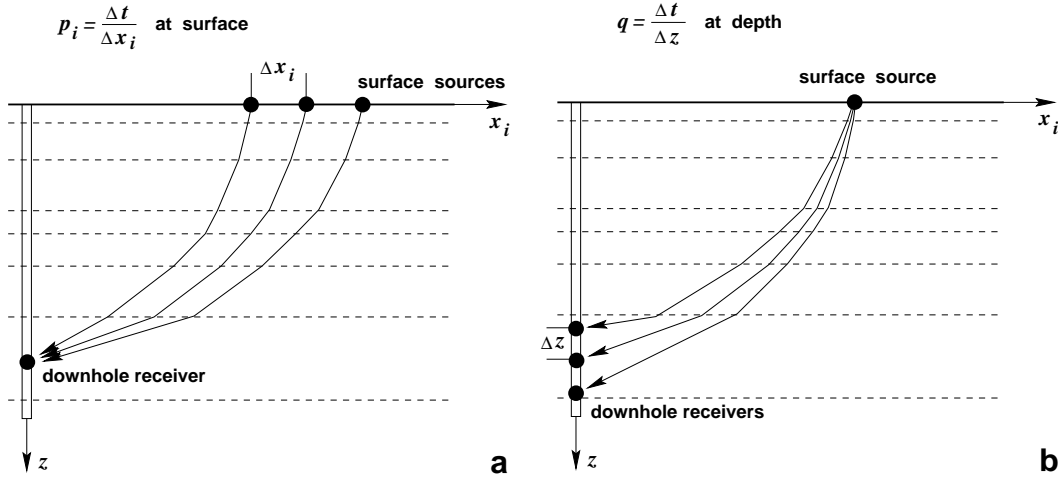 p_i = Δt / Δx_i at surface
Δx_i
surface sources
x_i
downhole receiver
z
a
q = Δt / Δz at depth
surface source
x_i
Δz
downhole receivers
z
b